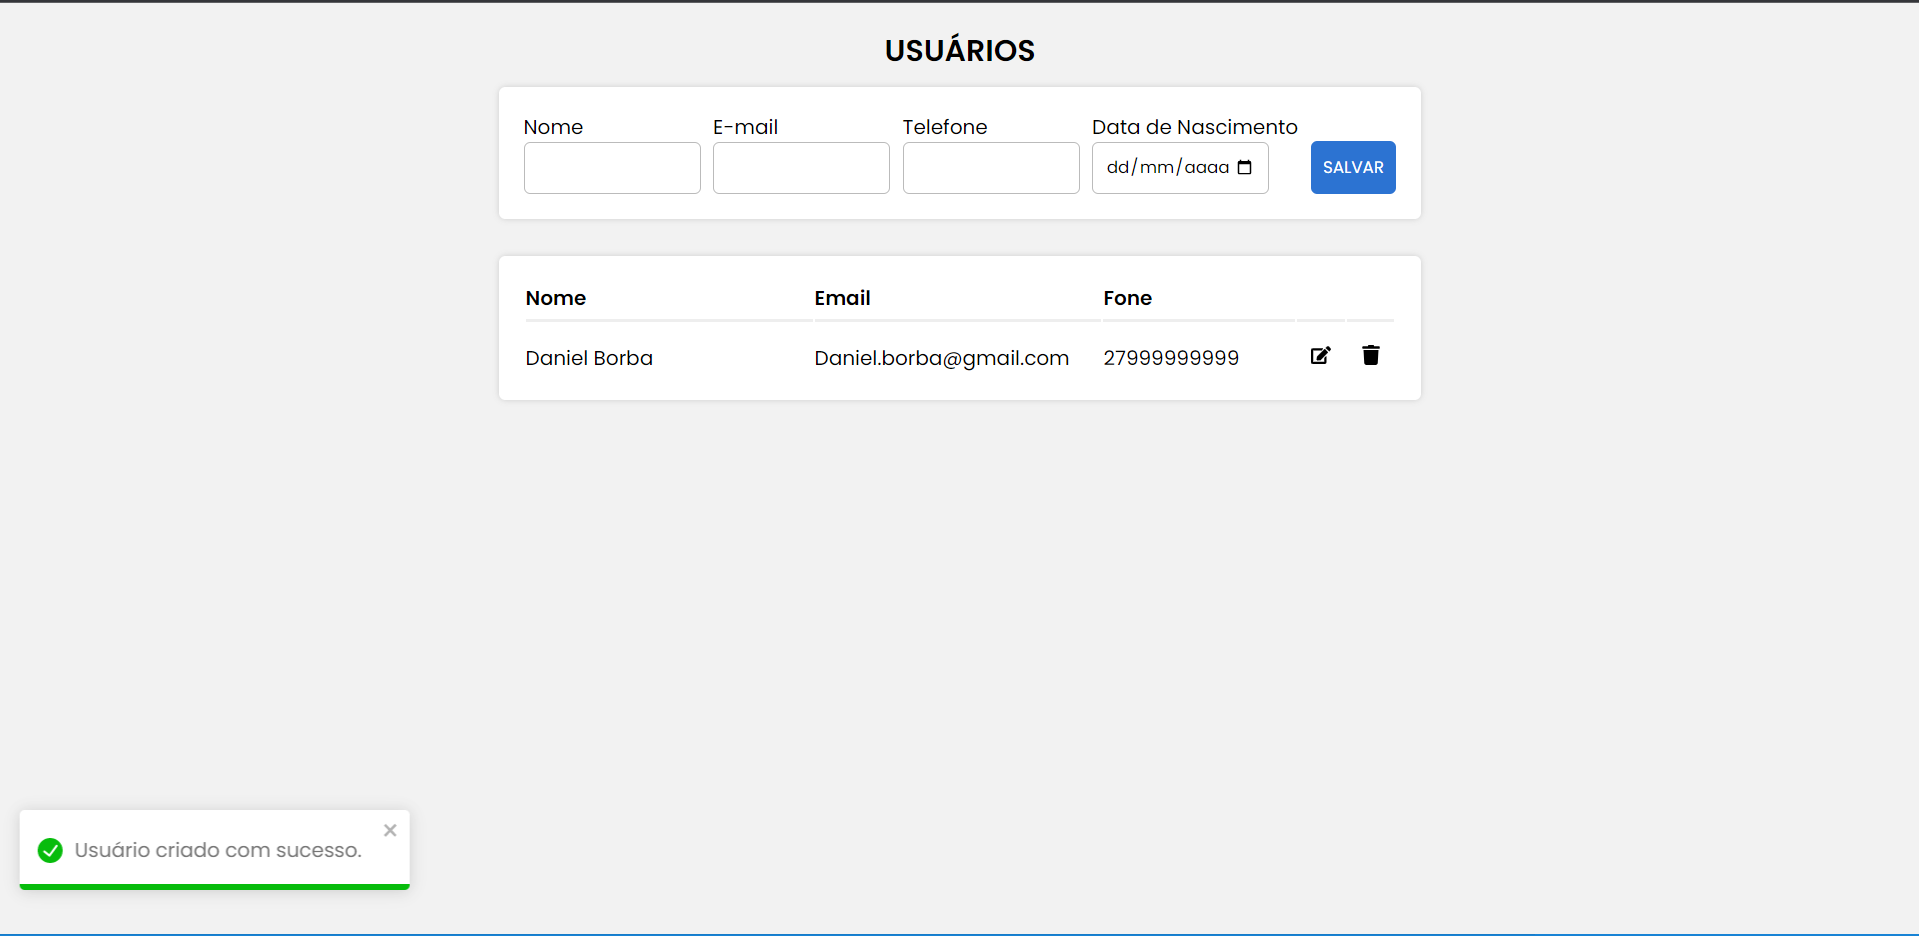 USUÁRIOS
Nome E-mail Telefone Data de Nascimento
dd/mm/aaaa SALVAR
Nome Email Fone
Daniel Borba Daniel.borba@gmail.com 27999999999
Usuário criado com sucesso.